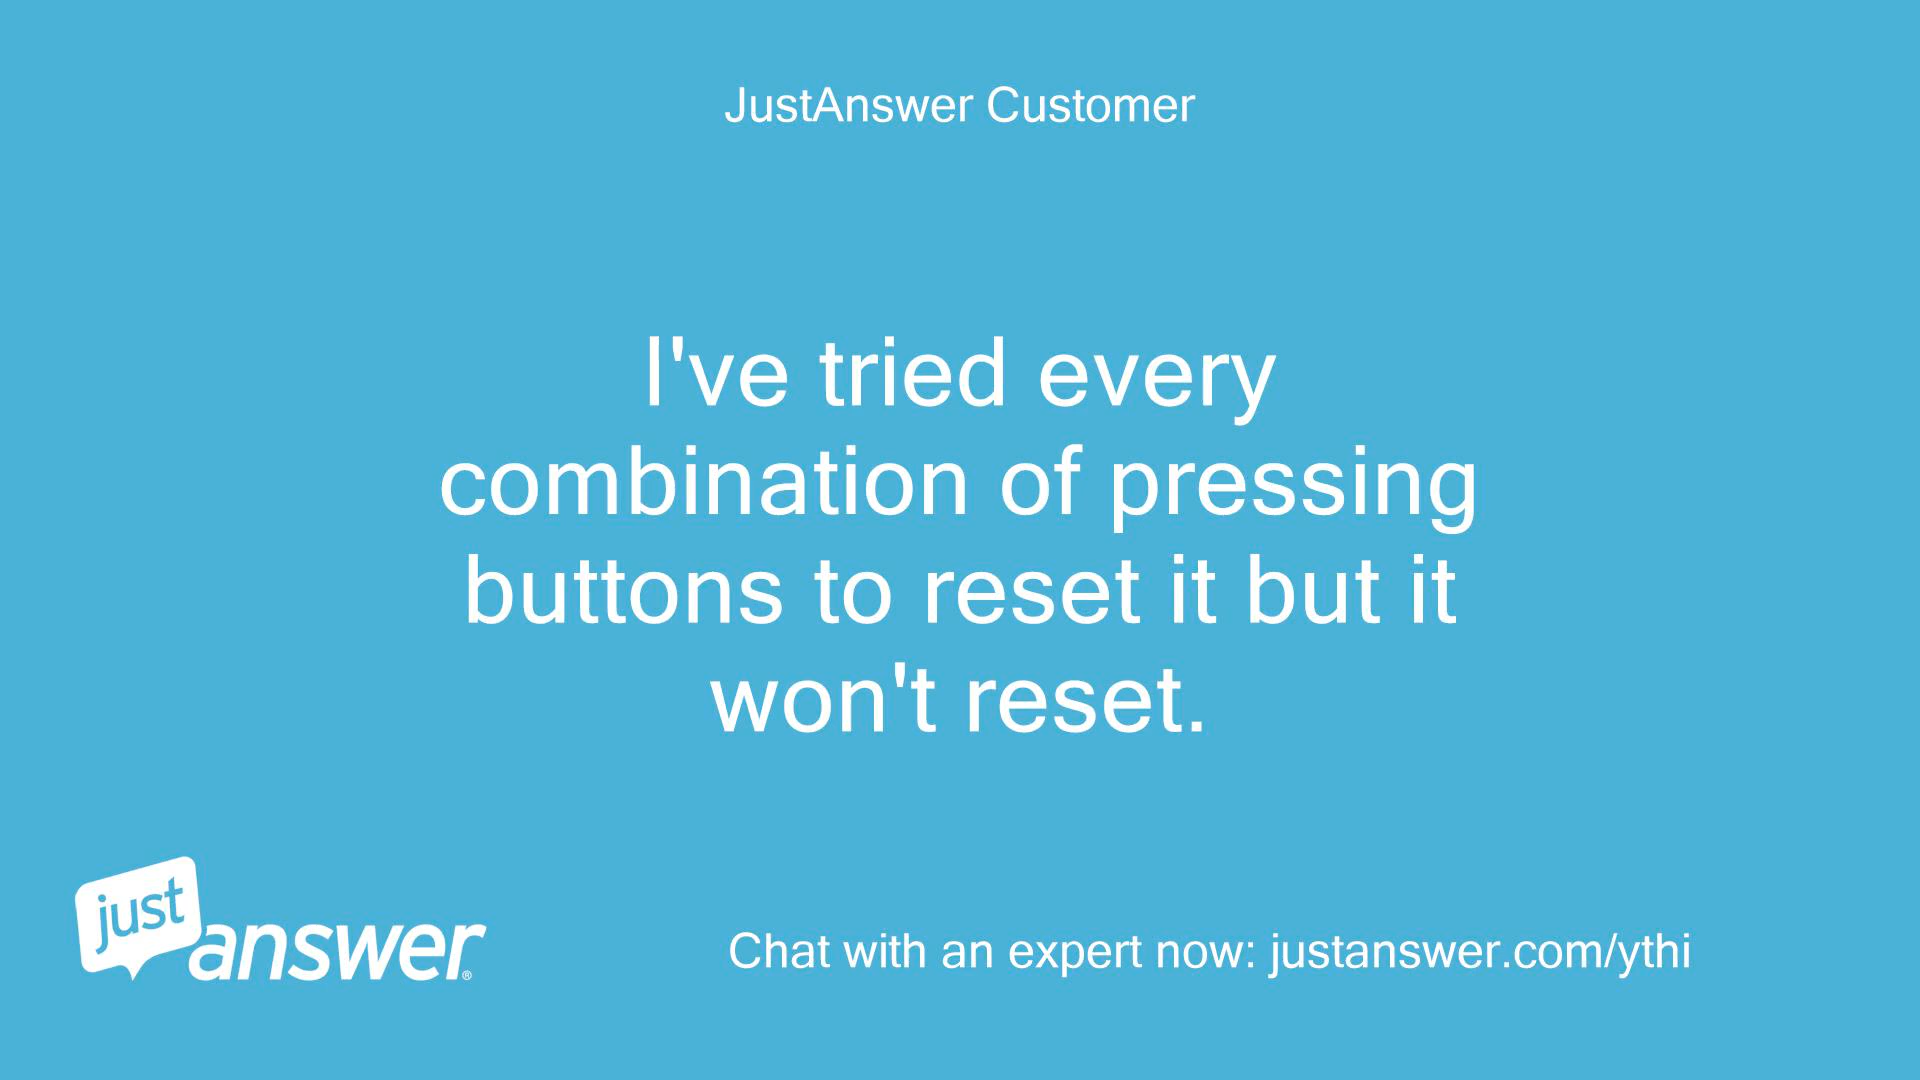 JustAnswer Customer
I've tried every
combination of pressing
buttons to reset it but it
won't reset.
just
answer®
Chat with an expert now: justanswer.com/ythi